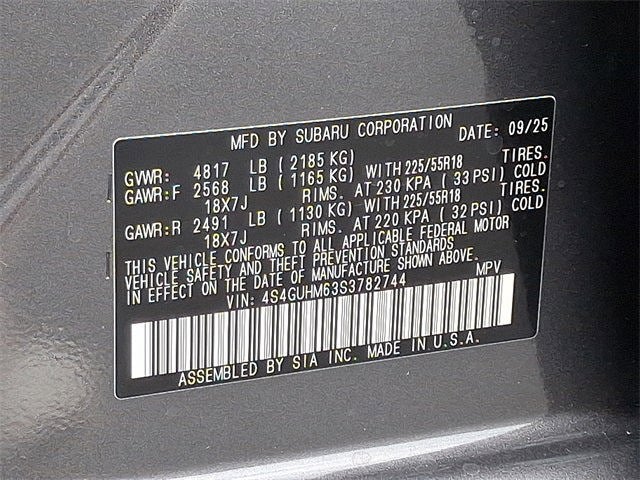 MFD BY SUBARU CORPORATION DATE: 09/25
GVWR: 4817 LB (2185 KG)
GAWR:F 2568 LB (1165 KG) WITH 225/55R18 TIRES.
18X7J RIMS. AT 230 KPA (33 PSI) COLD
GAWR:R 2491 LB (1130 KG) WITH 225/55R18 TIRES.
18X7J RIMS. AT 220 KPA (32 PSI) COLD
THIS VEHICLE CONFORMS TO ALL APPLICABLE FEDERAL MOTOR
VEHICLE SAFETY AND THEFT PREVENTION STANDARDS
IN EFFECT ON THE DATE OF MANUFACTURE SHOWN ABOVE.
VIN: 4S4GUHM63S3782744 MPV
ASSEMBLED BY SIA INC. MADE IN U.S.A.